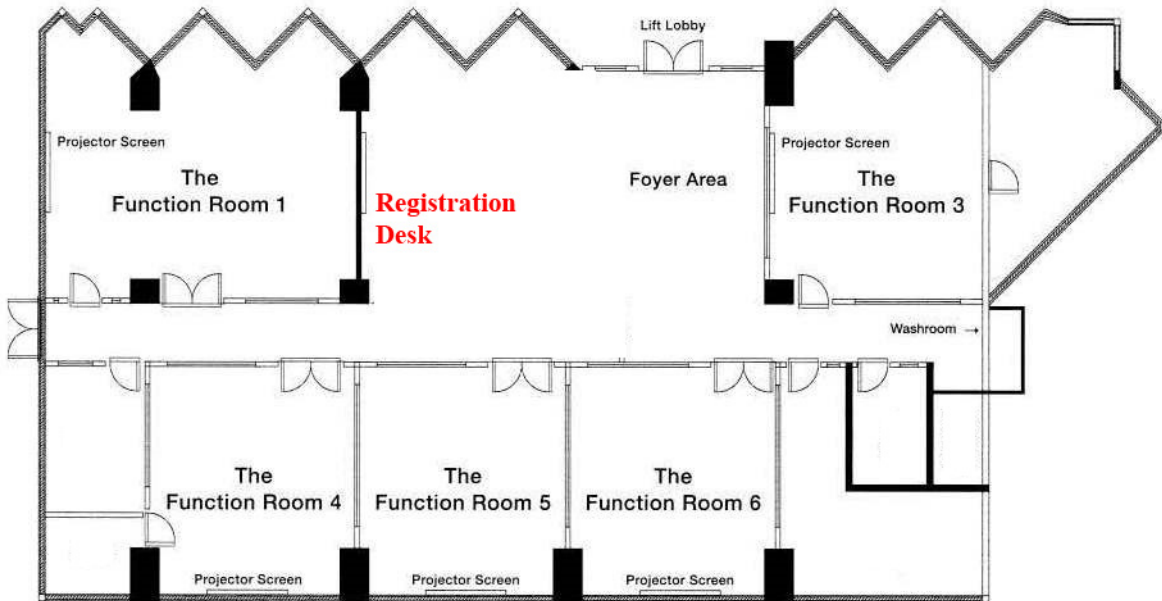 Lift Lobby
Projector Screen
The
Function Room 1
Registration
Desk
Foyer Area
Projector Screen
The
Function Room 3
Washroom →
The
Function Room 4
The
Function Room 5
The
Function Room 6
Projector Screen
Projector Screen
Projector Screen